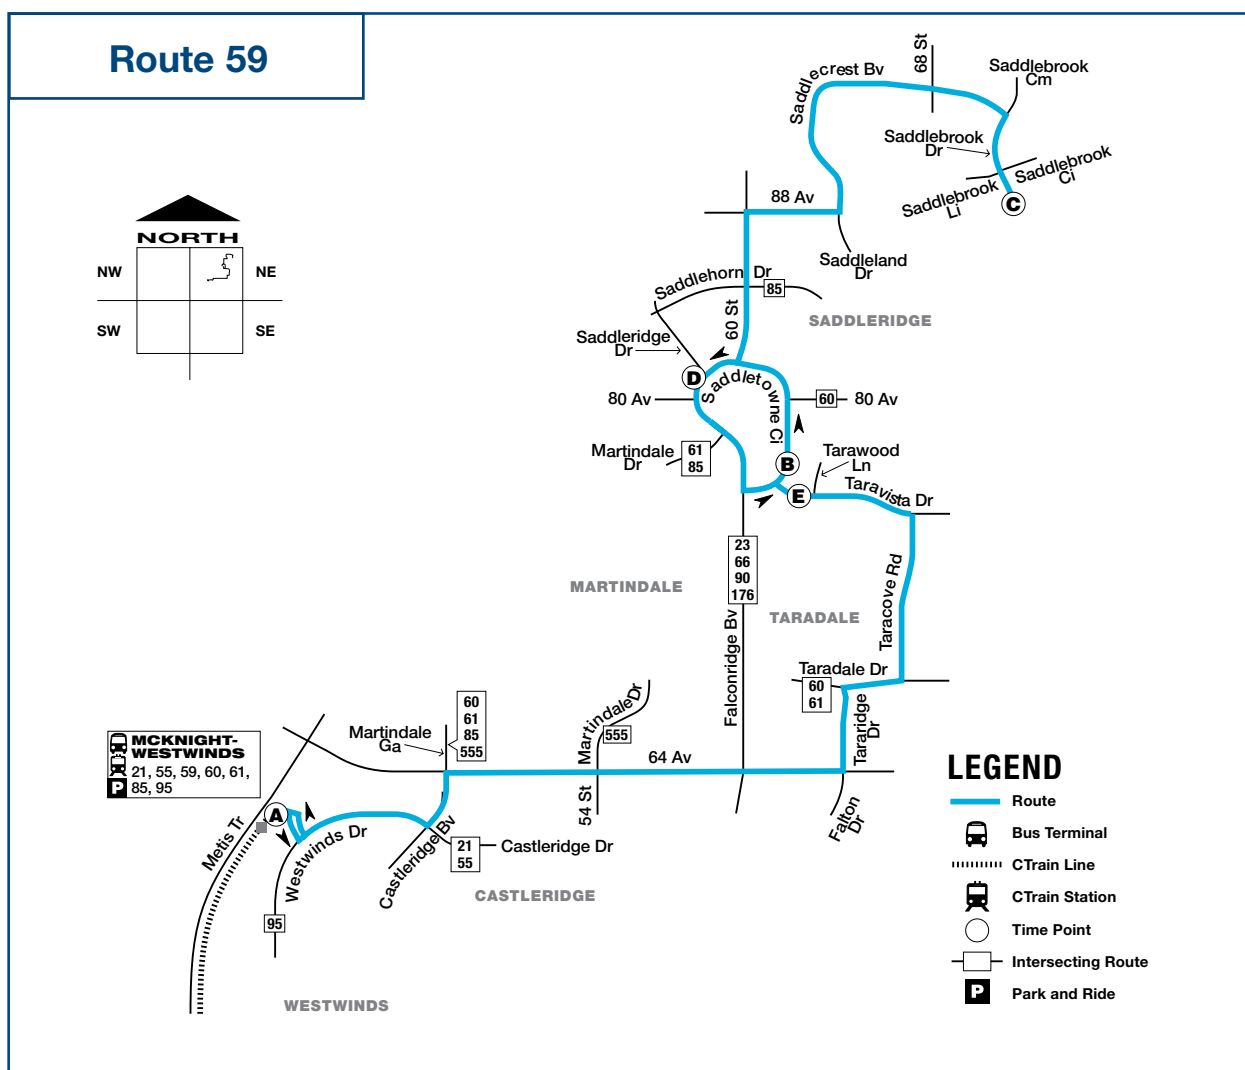 Route 59
NORTH
NW
NE
SW
SE
68 St
Saddlebrook
Cm
Saddlecrest Bv
Saddlebrook
Dr
Saddlebrook
Ci
Saddlebrook
Li
C
88 Av
Saddleland
Dr
Saddlehorn Dr
85
SADDLERIDGE
60 St
Saddleridge
Dr
D
Saddletowne Ci
80 Av
60
80 Av
Martindale
Dr
61
85
B
Tarawood
Ln
E
Taravista Dr
23
66
90
176
MARTINDALE
TARADALE
Taracove Rd
Falconridge Bv
Taradale Dr
60
61
Tararidge
Dr
Martindale Dr
555
60
61
85
555
Martindale
Ga
64 Av
54 St
Falton
Dr
MCKNIGHT-
WESTWINDS
21, 55, 59, 60, 61,
P
85, 95
A
Metis Tr
Westwinds Dr
Castleridge Bv
21
55
Castleridge Dr
CASTLERIDGE
95
WESTWINDS
LEGEND
Route
Bus Terminal
CTrain Line
CTrain Station
Time Point
Intersecting Route
P
Park and Ride